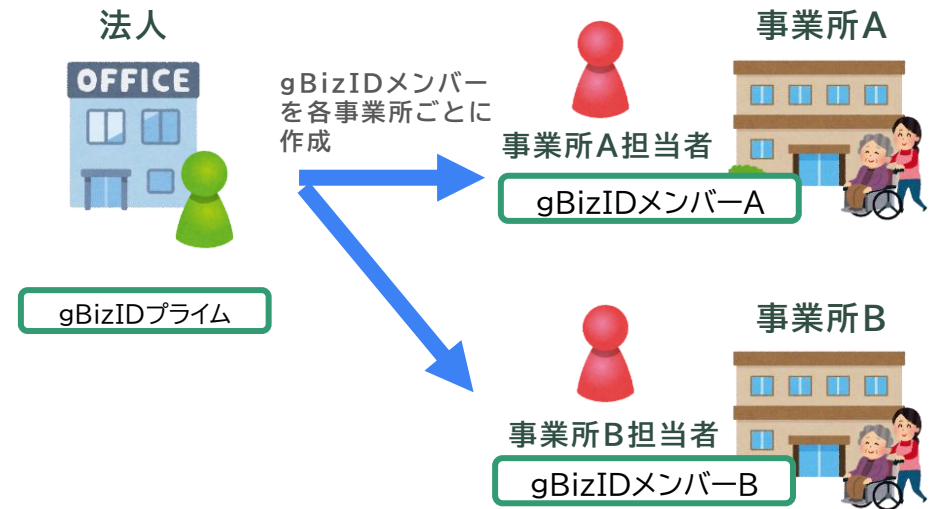 法人
OFFICE
gBizIDプライム
gBizIDメンバー
を各事業所ごとに
作成
事業所A
事業所A担当者
gBizIDメンバーA
事業所B
事業所B担当者
gBizIDメンバーB